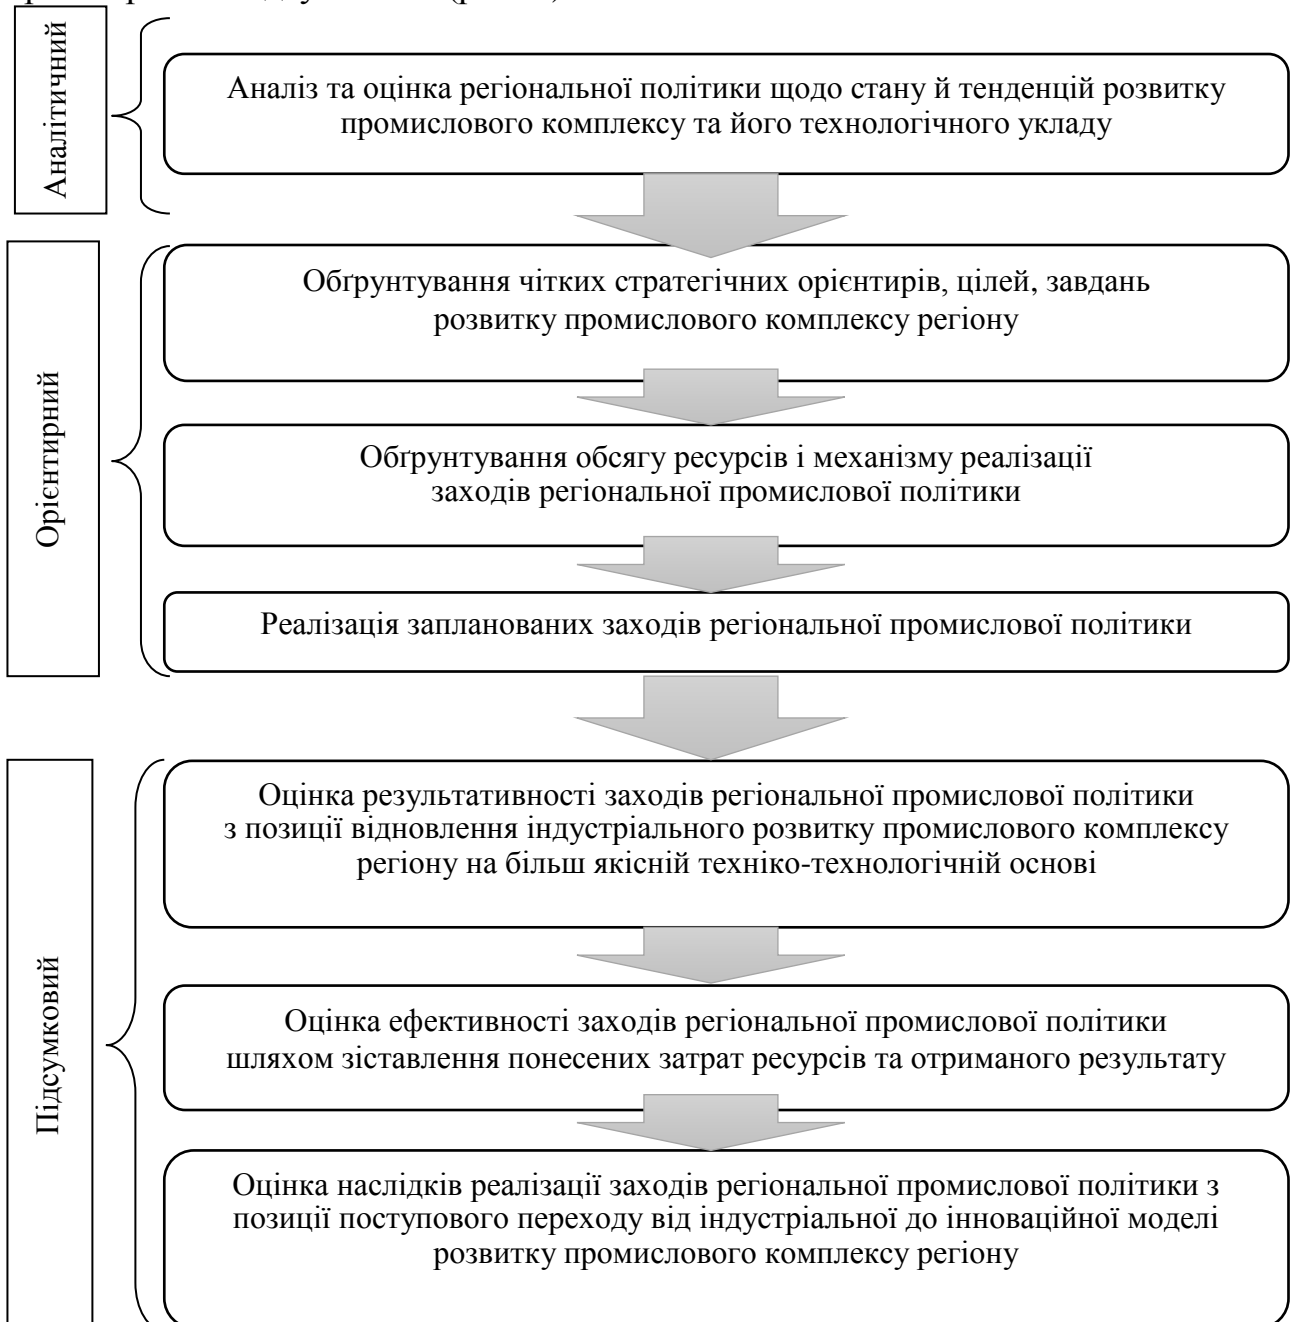 Аналітичний
Аналіз та оцінка регіональної політики щодо стану й тенденцій розвитку
промислового комплексу та його технологічного укладу
Орієнтирний
Обґрунтування чітких стратегічних орієнтирів, цілей, завдань
розвитку промислового комплексу регіону
Обґрунтування обсягу ресурсів і механізму реалізації
заходів регіональної промислової політики
Реалізація запланованих заходів регіональної промислової політики
Підсумковий
Оцінка результативності заходів регіональної промислової політики
з позиції відновлення індустріального розвитку промислового комплексу
регіону на більш якісній техніко-технологічній основі
Оцінка ефективності заходів регіональної промислової політики
шляхом зіставлення понесених затрат ресурсів та отриманого результату
Оцінка наслідків реалізації заходів регіональної промислової політики з
позиції поступового переходу від індустріальної до інноваційної моделі
розвитку промислового комплексу регіону